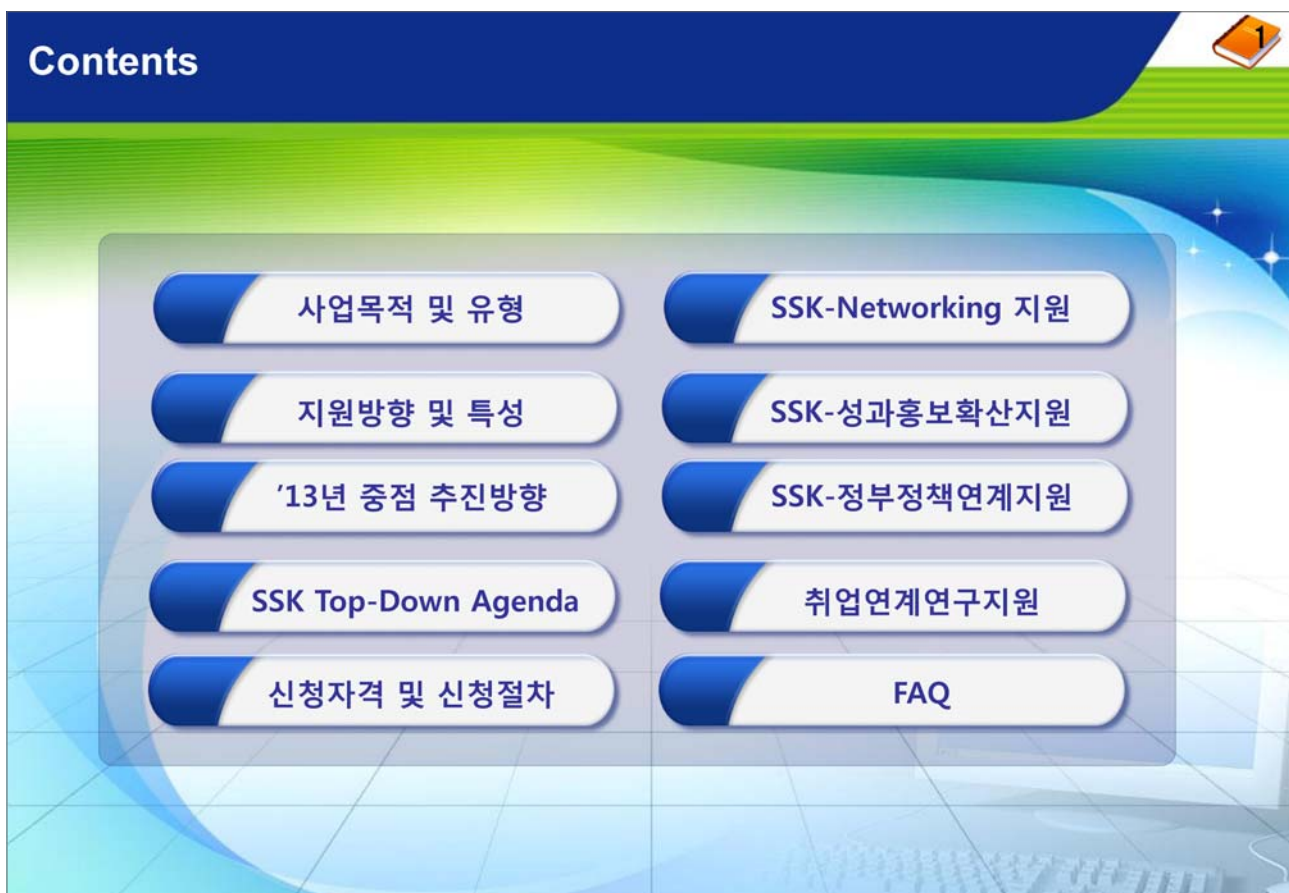 Contents
1
사업목적 및 유형
지원방향 및 특성
’13년 중점 추진방향
SSK Top-Down Agenda
신청자격 및 신청절차
SSK-Networking 지원
SSK-성과홍보확산지원
SSK-정부정책연계지원
취업연계연구지원
FAQ